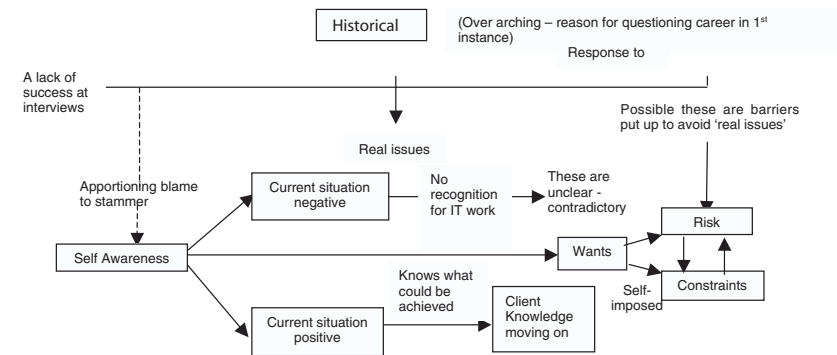 Historical
(Over arching – reason for questioning career in 1st
instance)
Response to
A lack of
success at
interviews
Possible these are barriers
put up to avoid ‘real issues’
Real issues
Apportioning blame
to stammer
Current situation
negative
No
recognition
for IT work
These are
unclear -
contradictory
Risk
Self Awareness
Wants
Self-
imposed
Constraints
Knows what
could be
achieved
Client
Knowledge
moving on
Current situation
positive